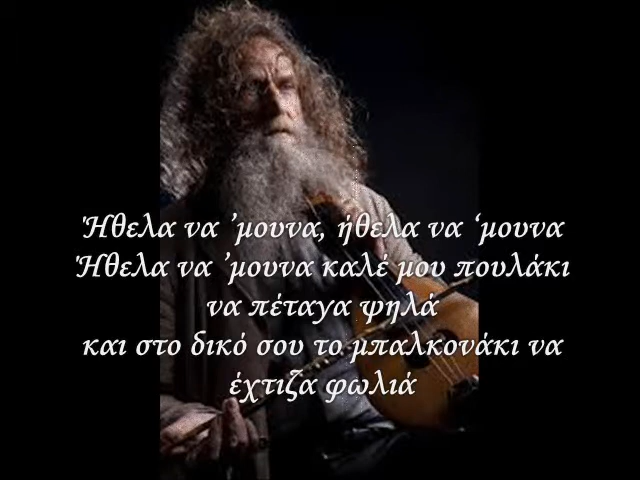 Ήθελα να ’μουνα, ήθελα να ‘μουνα
Ήθελα να ’μουνα καλέ μου πουλάκι
να πέταγα ψηλά
και στο δικό σου το μπαλκονάκι να
έχτιζα φωλιά